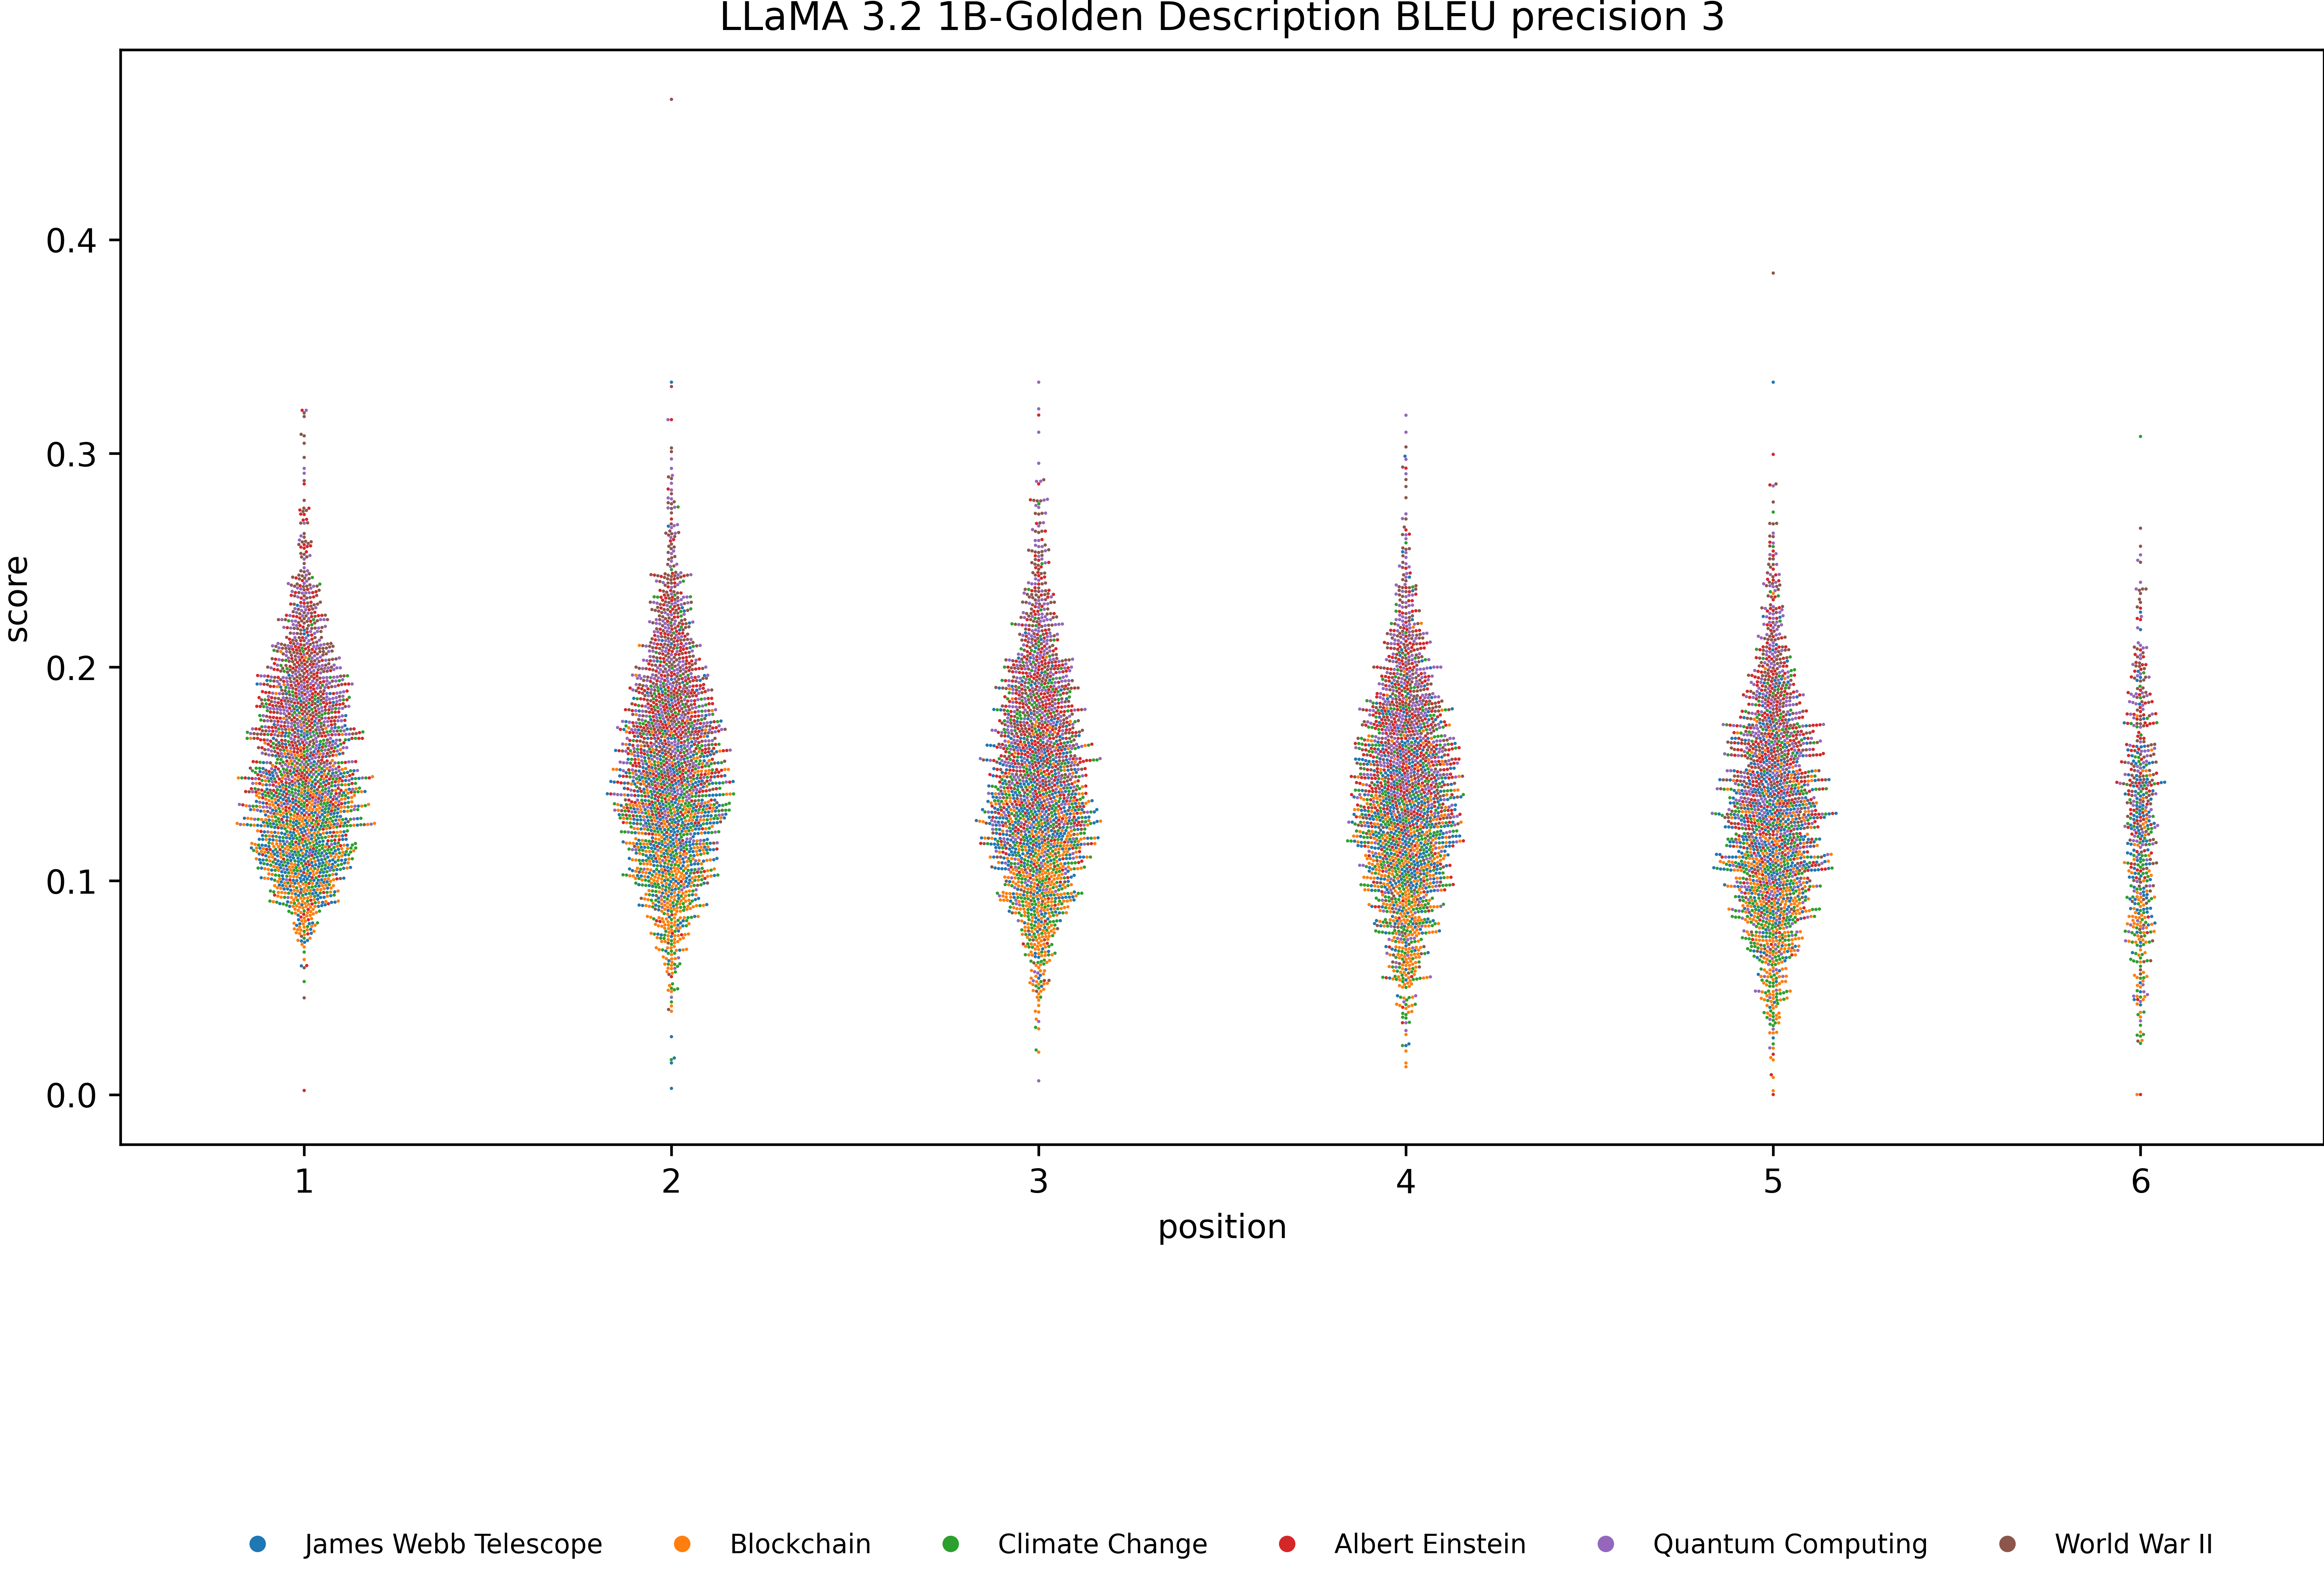 LLaMA 3.2 1B-Golden Description BLEU precision 3
score
0.4
0.3
0.2
0.1
0.0
1 2 3 4 5 6
position
James Webb Telescope Blockchain Climate Change Albert Einstein Quantum Computing World War II